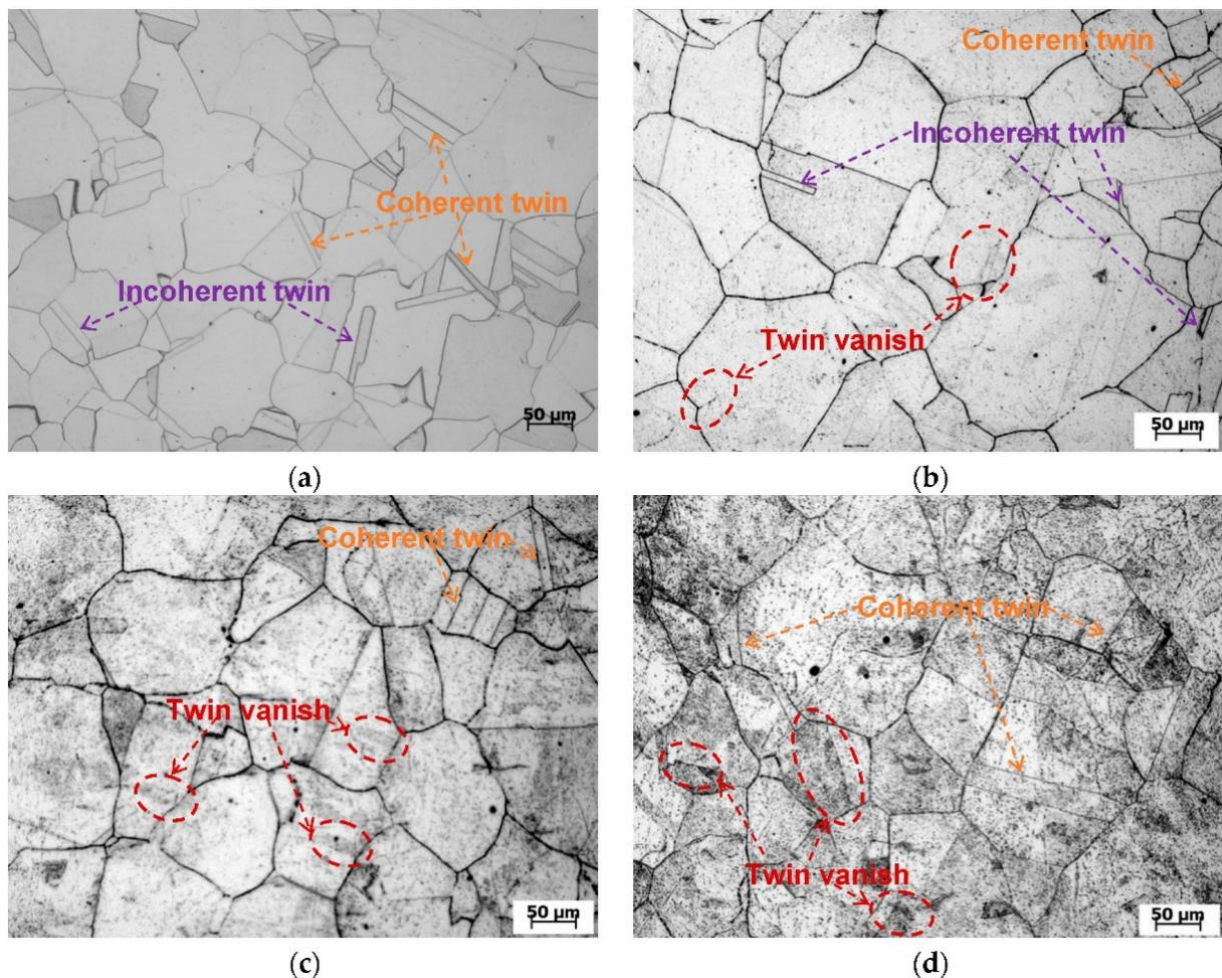 Coherent twin
Incoherent twin
50 µm
(a)
Coherent twin
Incoherent twin
Twin vanish
50 µm
(b)
Coherent twin
Twin vanish
50 µm
(c)
Coherent twin
Twin vanish
50 µm
(d)